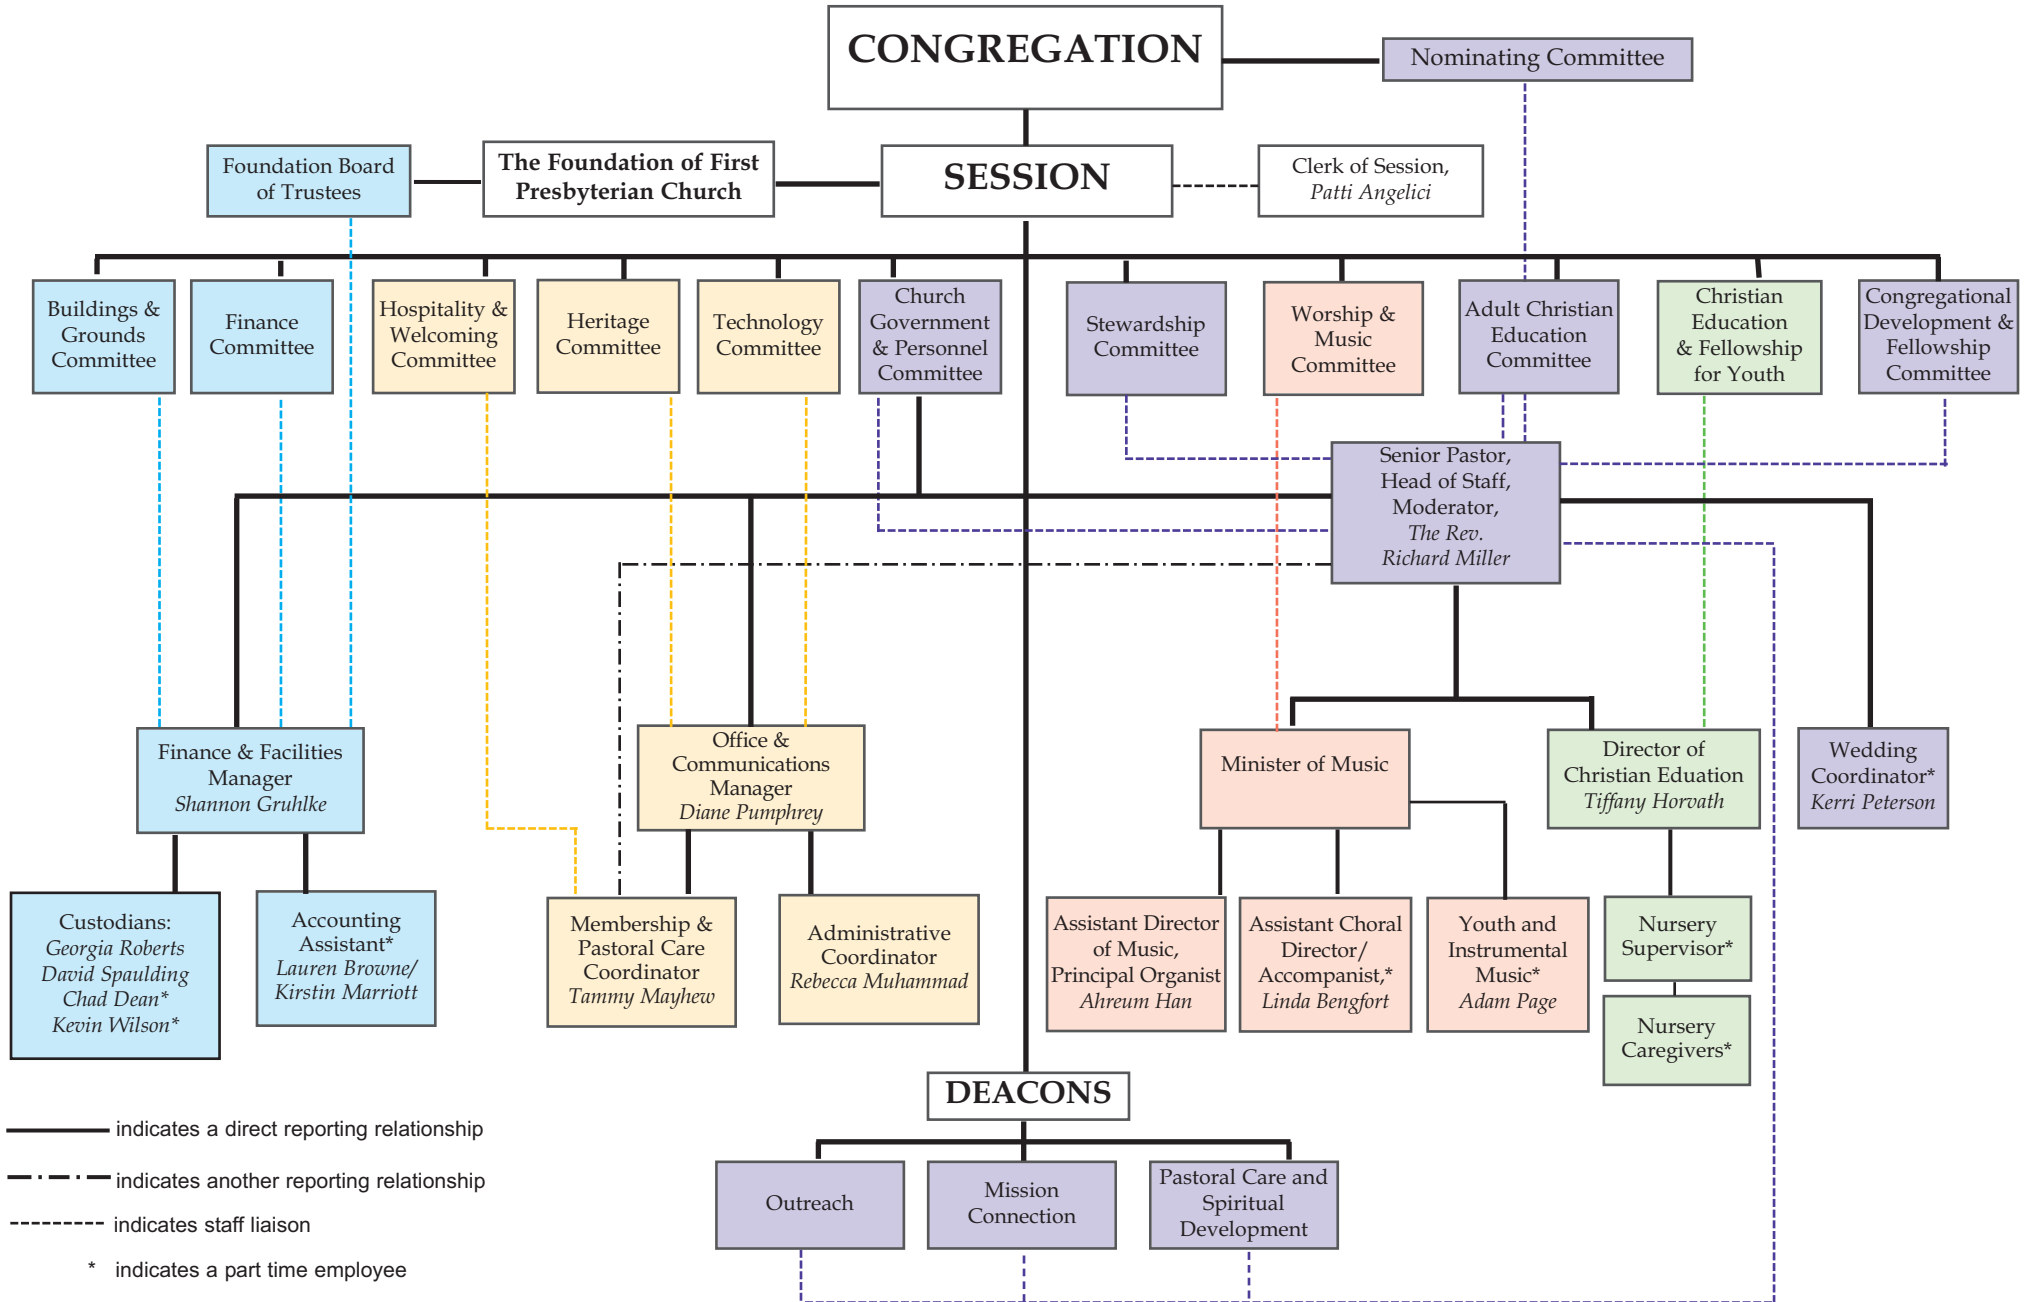 CONGREGATION
Nominating Committee
Foundation Board
of Trustees
The Foundation of First
Presbyterian Church
SESSION
Clerk of Session,
Patti Angelici
Buildings &
Grounds
Committee
Finance
Committee
Hospitality &
Welcoming
Committee
Heritage
Committee
Technology
Committee
Church
Government
& Personnel
Committee
Stewardship
Committee
Worship &
Music
Committee
Adult Christian
Education
Committee
Christian
Education
& Fellowship
for Youth
Congregational
Development &
Fellowship
Committee
Senior Pastor,
Head of Staff,
Moderator,
The Rev.
Richard Miller
Finance & Facilities
Manager
Shannon Gruhlke
Office &
Communications
Manager
Diane Pumphrey
Minister of Music
Director of
Christian Eduation
Tiffany Horvath
Wedding
Coordinator*
Kerri Peterson
Custodians:
Georgia Roberts
David Spaulding
Chad Dean*
Kevin Wilson*
Accounting
Assistant*
Lauren Browne/
Kirstin Marriott
Membership &
Pastoral Care
Coordinator
Tammy Mayhew
Administrative
Coordinator
Rebecca Muhammad
Assistant Director
of Music,
Principal Organist
Ahreum Han
Assistant Choral
Director/
Accompanist,*
Linda Bengfort
Youth and
Instrumental
Music*
Adam Page
Nursery
Supervisor*
Nursery
Caregivers*
DEACONS
Outreach
Mission
Connection
Pastoral Care and
Spiritual
Development
indicates a direct reporting relationship
indicates another reporting relationship
indicates staff liaison
* indicates a part time employee